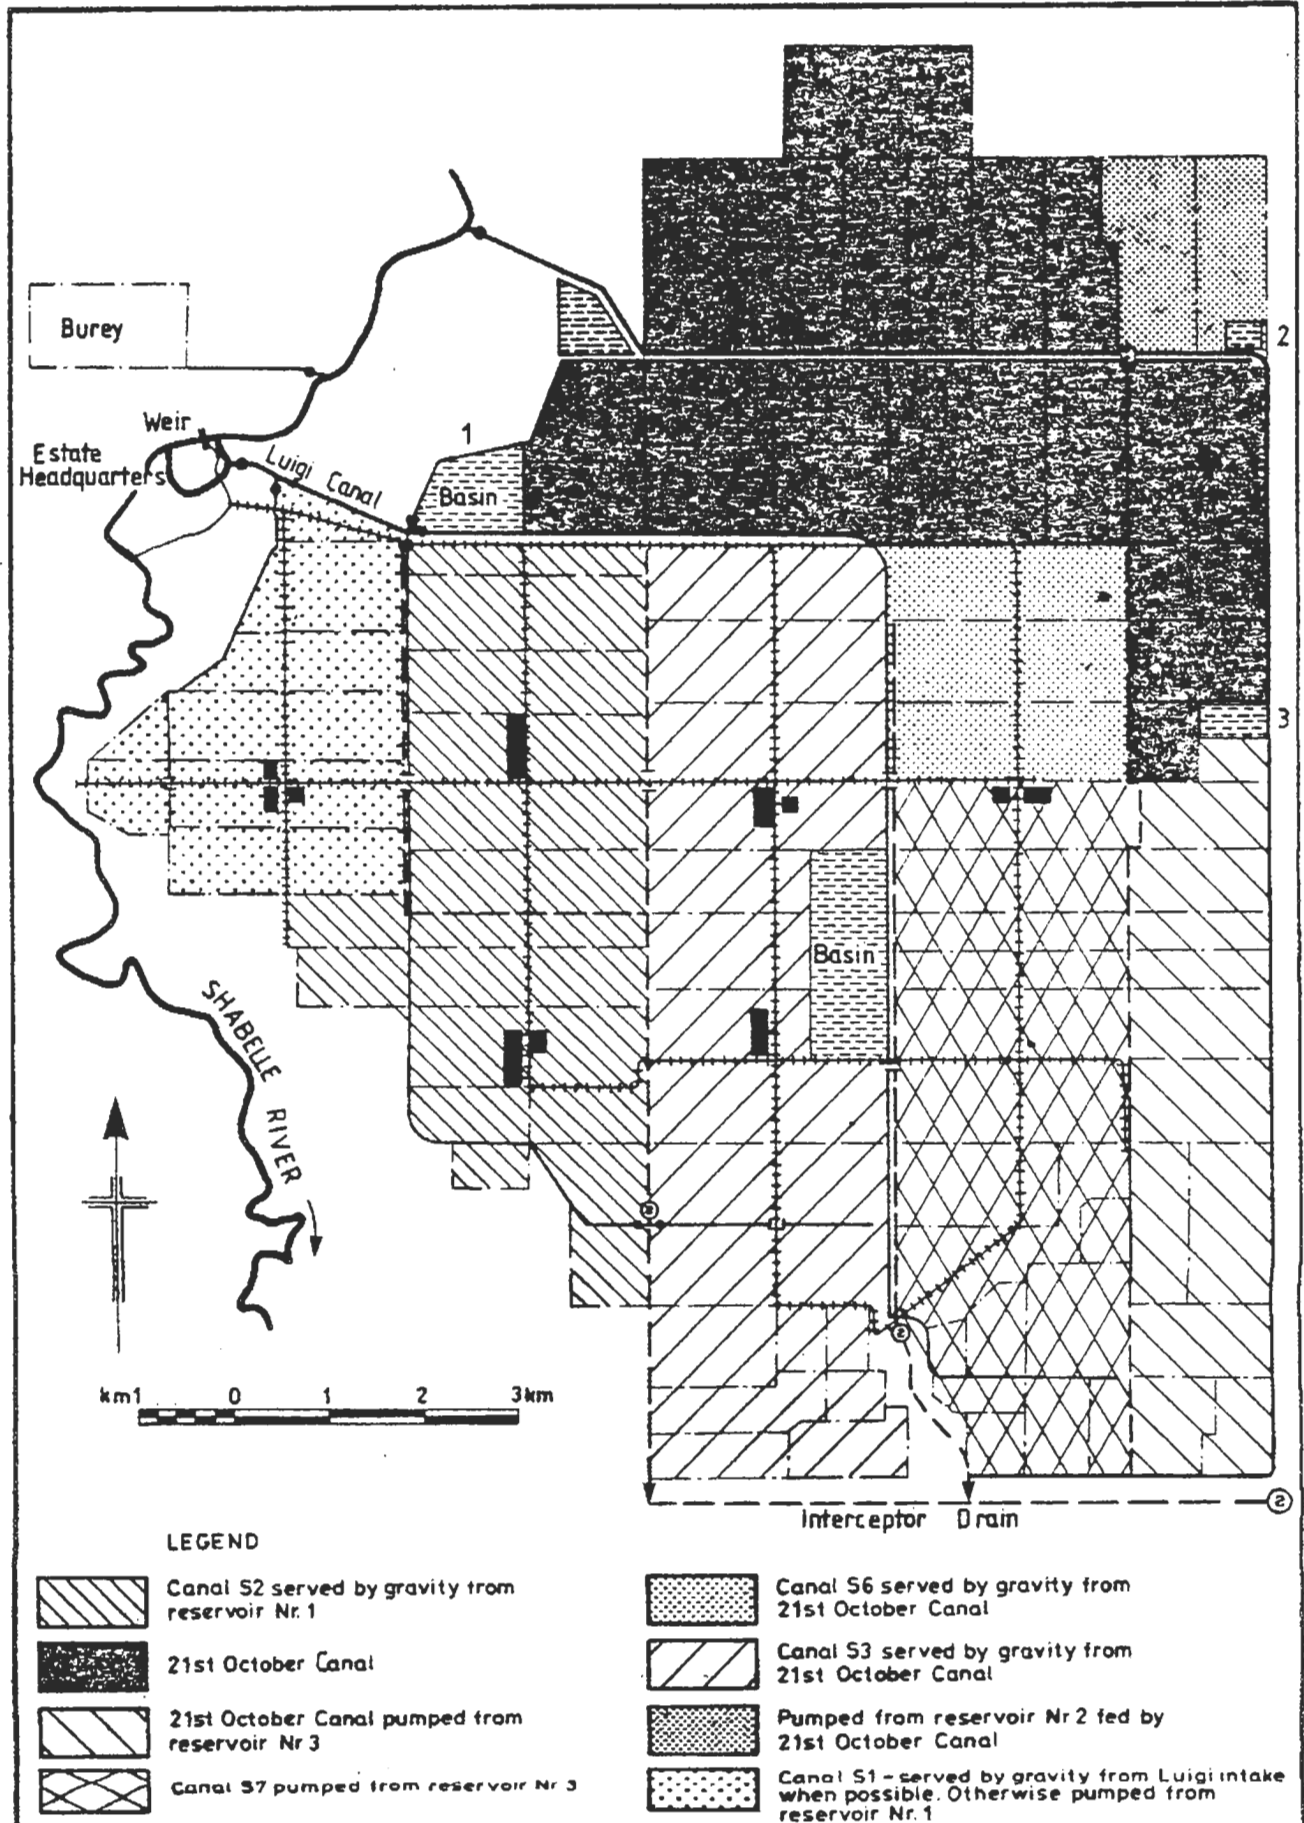 2
Burey
Weir
1
Estate
Headquarters
Luigi Canal
Basin
3
Basin
SHABELLE RIVER
2
2
km1 0 1 2 3km
2
Interceptor Drain
LEGEND
Canal S2 served by gravity from
reservoir Nr.1
21st October Canal
21st October Canal pumped from
reservoir Nr 3
Canal S7 pumped from reservoir Nr 3
Canal S6 served by gravity from
21st October Canal
Canal S3 served by gravity from
21st October Canal
Pumped from reservoir Nr 2 fed by
21st October Canal
Canal S1 - served by gravity from Luigi intake
when possible. Otherwise pumped from
reservoir Nr.1